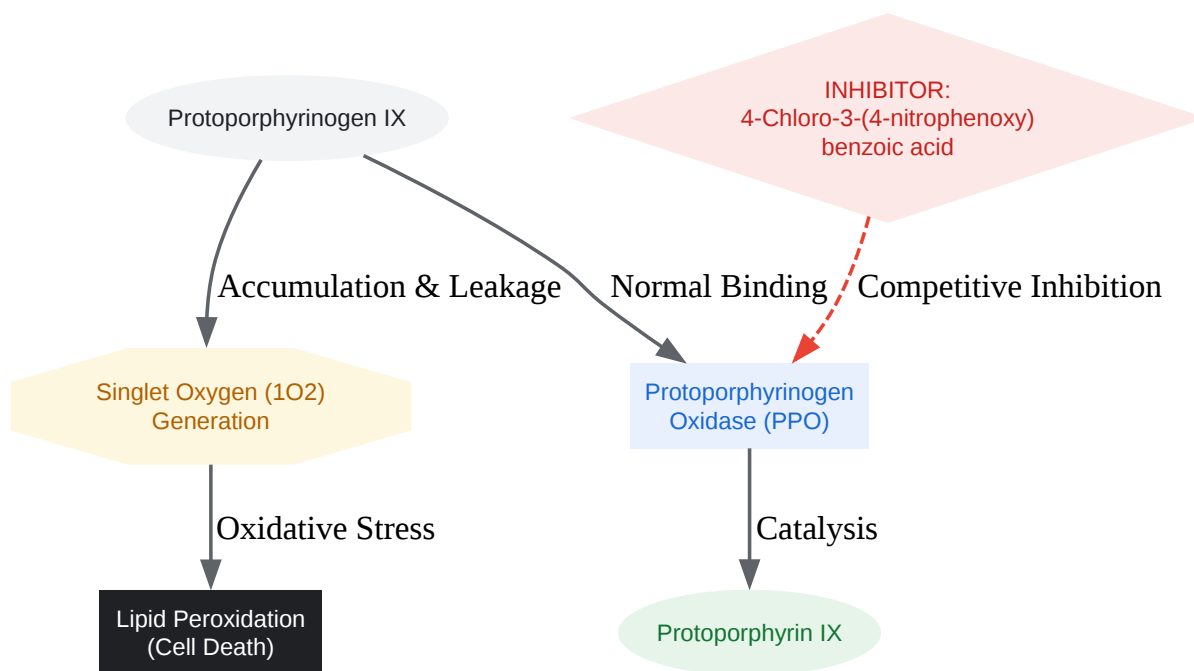 Protoporphyrinogen IX
INHIBITOR:
4-Chloro-3-(4-nitrophenoxy)
benzoic acid
Accumulation & Leakage
Normal Binding
Competitive Inhibition
Singlet Oxygen (1O2)
Generation
Protoporphyrinogen
Oxidase (PPO)
Oxidative Stress
Catalysis
Lipid Peroxidation
(Cell Death)
Protoporphyrin IX